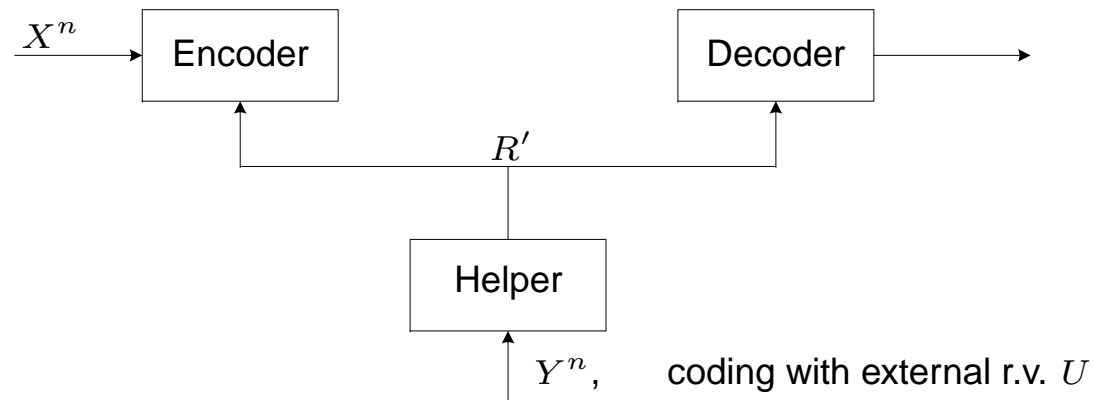 X^n
Encoder Decoder
R′
Helper
Y^n, coding with external r.v. U